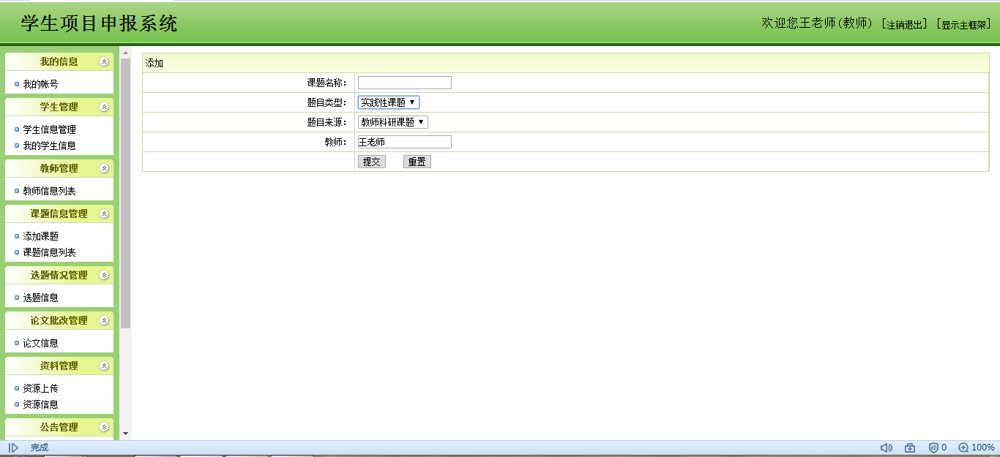 学生项目申报系统
欢迎您王老师(教师) [注销退出] [显示主框架]
我的信息
我的帐号
学生管理
学生信息管理
我的学生信息
教师管理
教师信息列表
课题信息管理
添加课题
课题信息列表
选题情况管理
选题信息
论文批改管理
论文信息
资料管理
资源上传
资源信息
公告管理
添加
课题名称：
题目类型： 实践性课题
题目来源： 教师科研课题
教师： 王老师
提交 重置
完成
0
100%